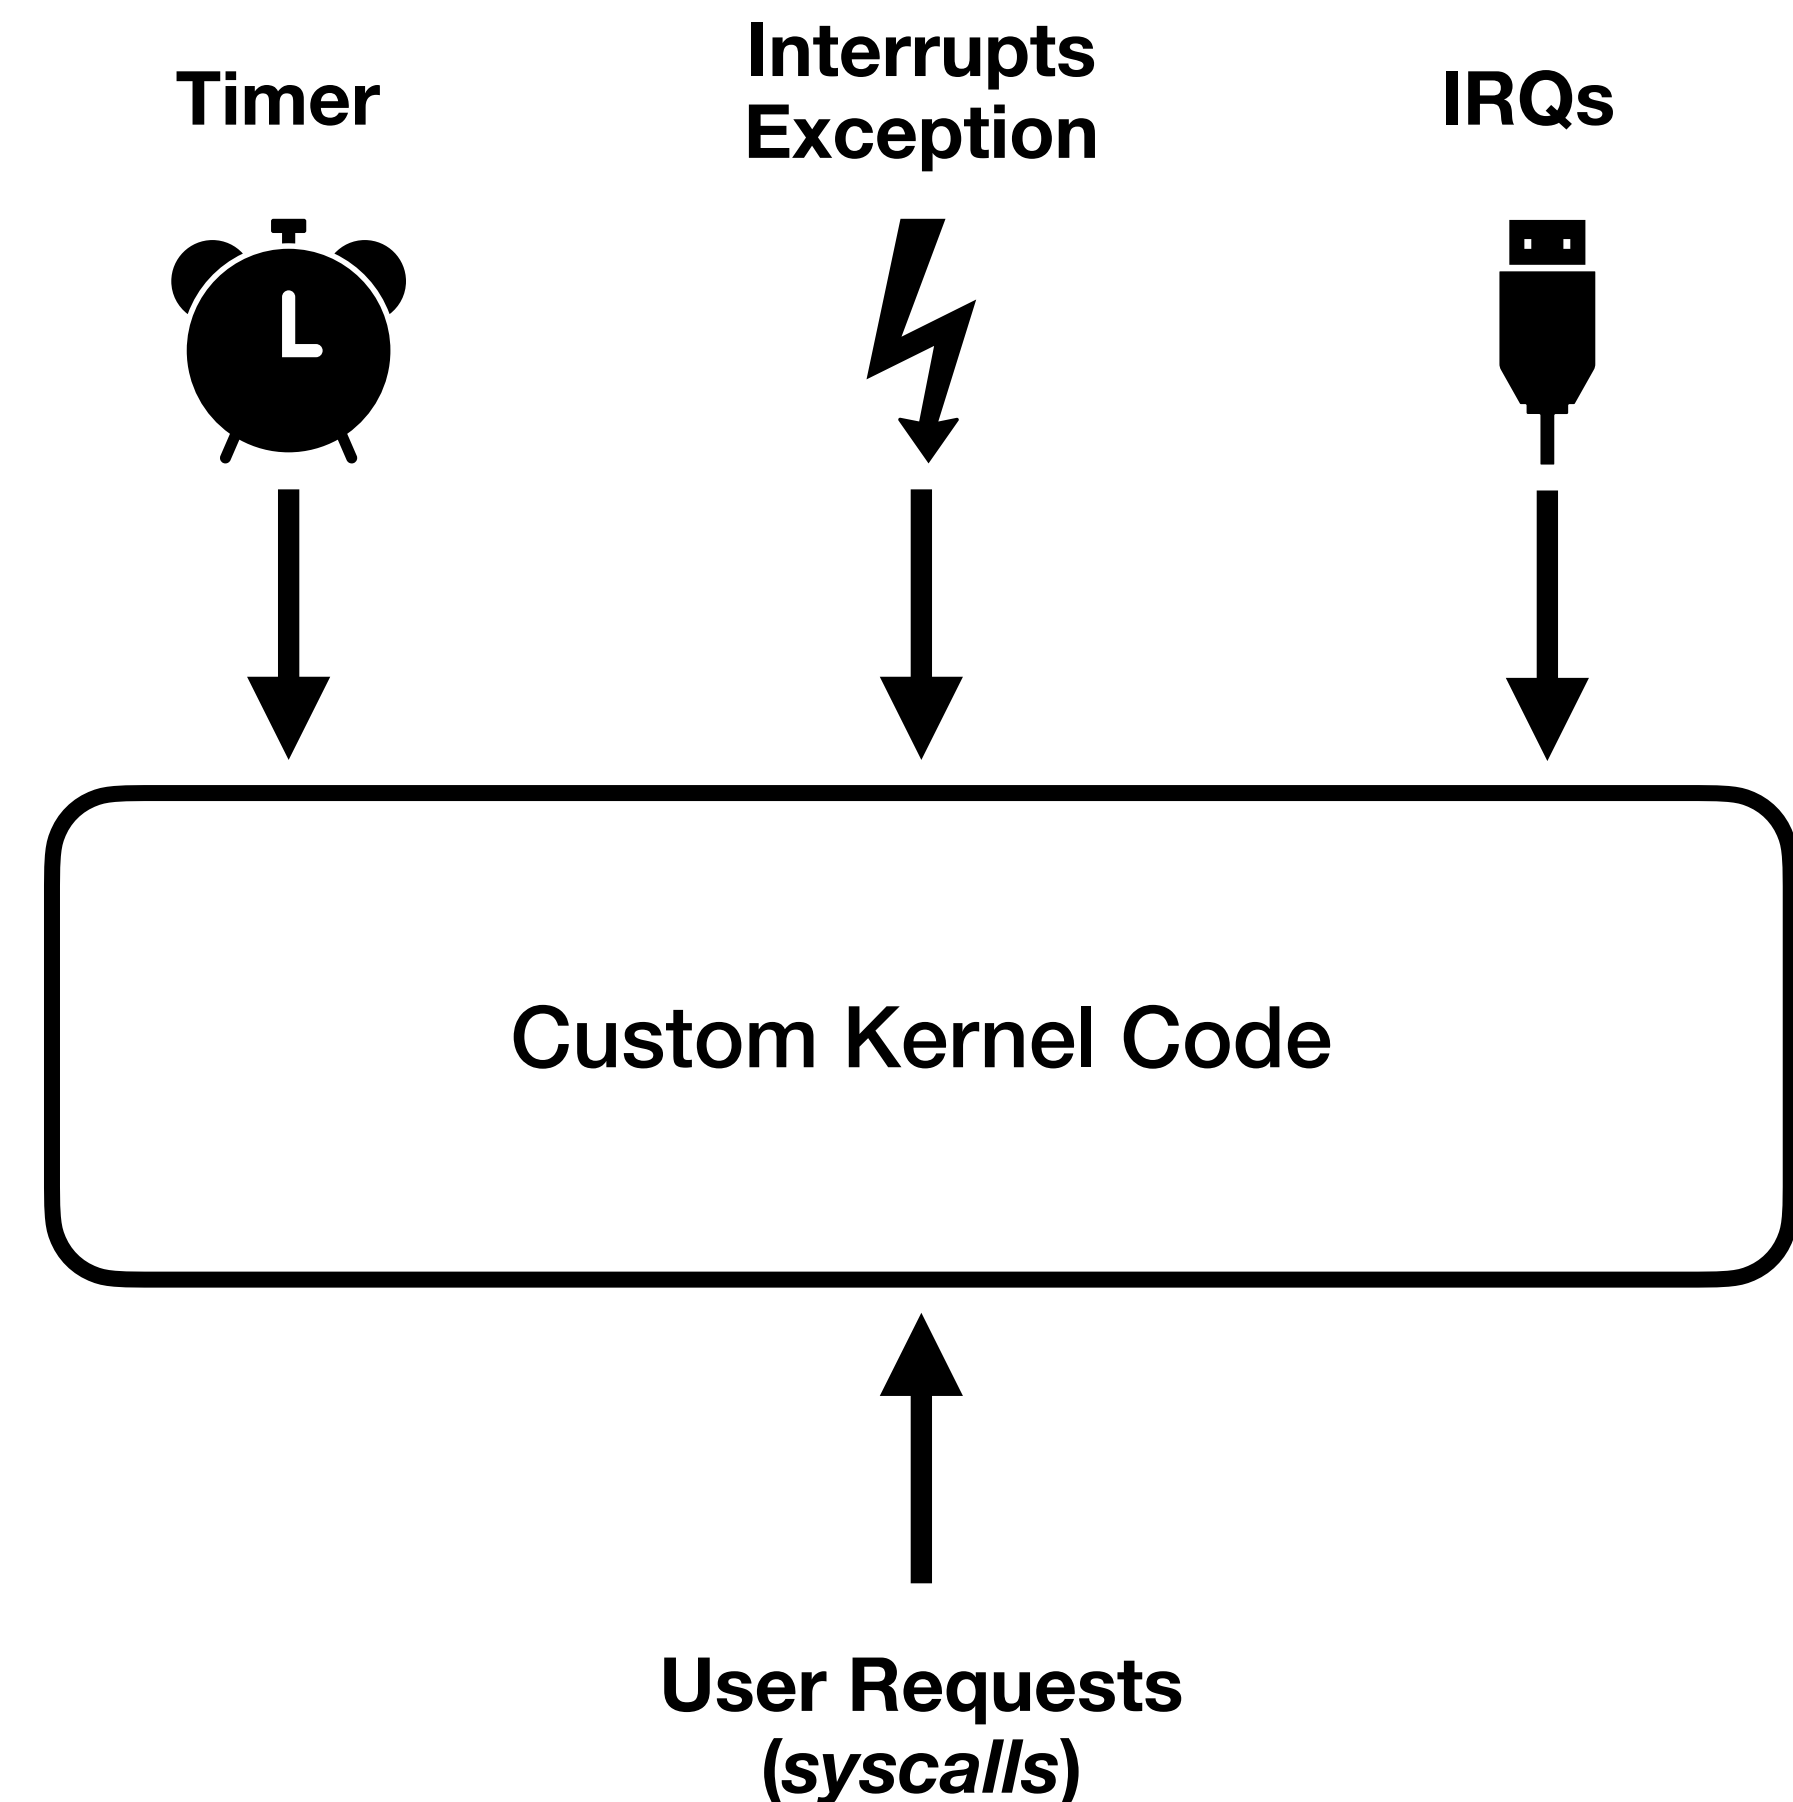 Timer
Interrupts
Exception
IRQs
Custom Kernel Code
User Requests
(syscalls)